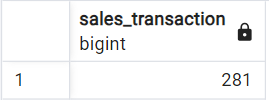 sales_transaction
bigint
1
281